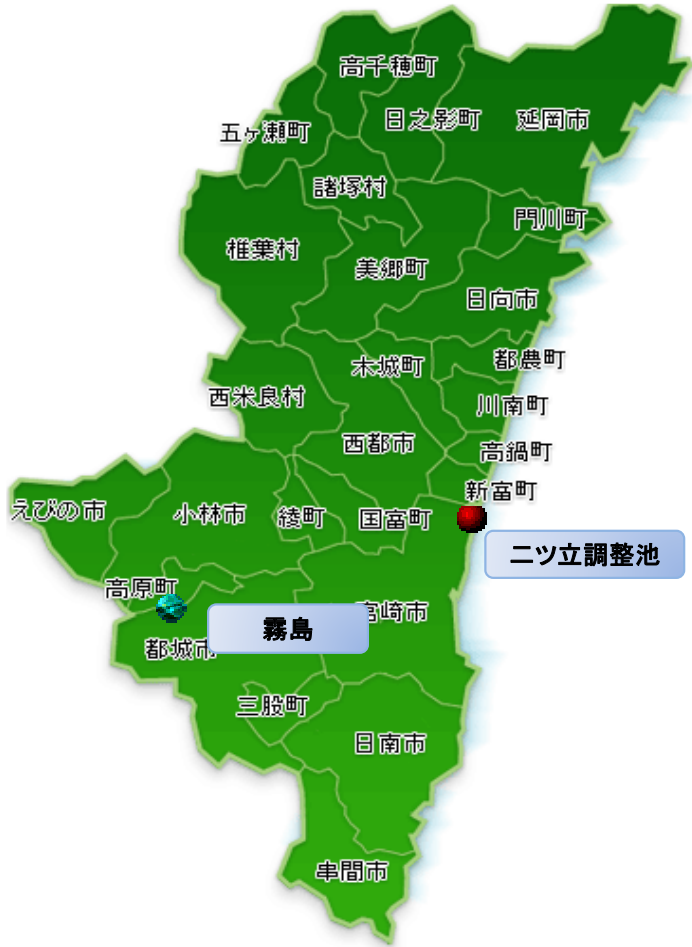 高千穂町
日之影町
延岡市
五ヶ瀬町
諸塚村
門川町
椎葉村
美郷町
日向市
木城町
都農町
西米良村
川南町
西都市
高鍋町
新富町
えびの市
小林市
綾町
国富町
二ツ立調整池
高原町
霧島
宮崎市
都城市
三股町
日南市
串間市